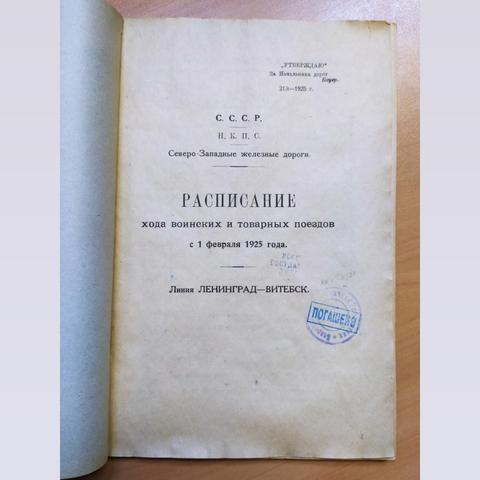 „УТВЕРЖДАЮ"
За Начальника дорог
1925 г.
С. С. С. Р.
Н. К. П. С.
Северо-Западные железные дороги.
РАСПИСАНИЕ
хода воинских и товарных поездов
с 1 февраля 1925 года.
Линия ЛЕНИНГРАД—ВИТЕБСК.
ПОГАШЕНО